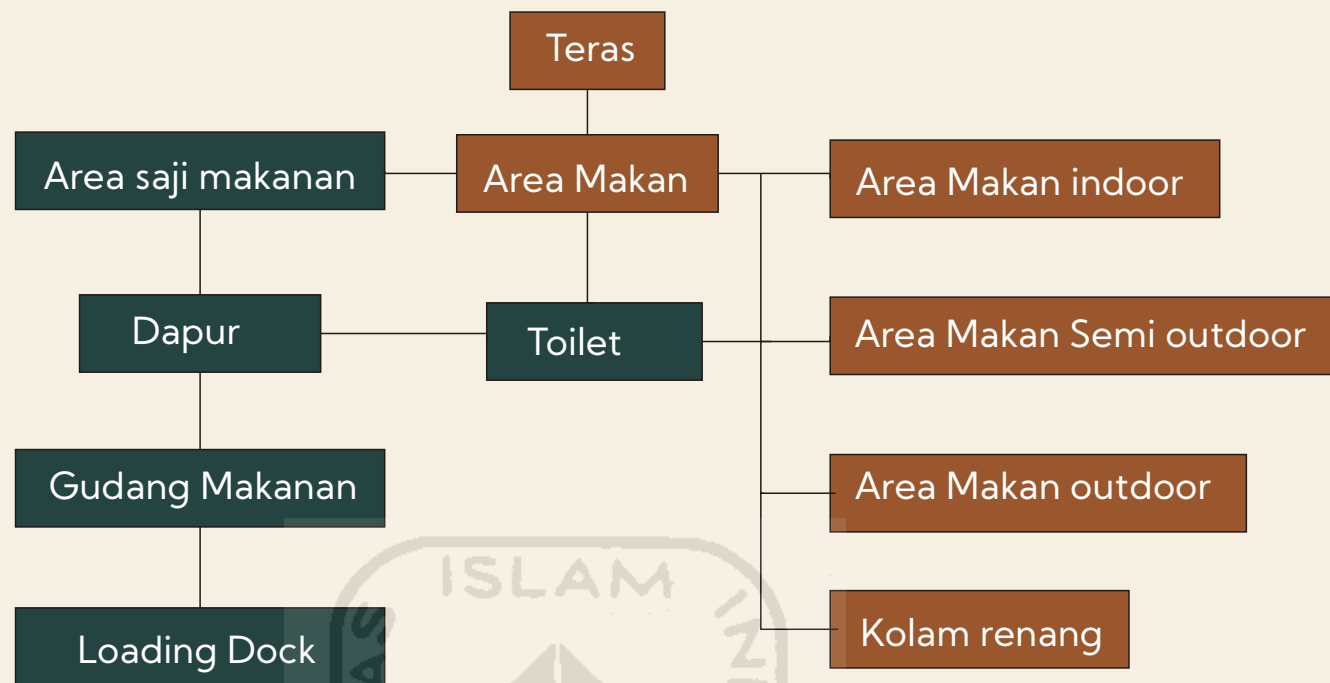 Teras
Area saji makanan
Area Makan
Area Makan indoor
Dapur
Toilet
Area Makan Semi outdoor
Gudang Makanan
Area Makan outdoor
ISLAM
Loading Dock
Kolam renang